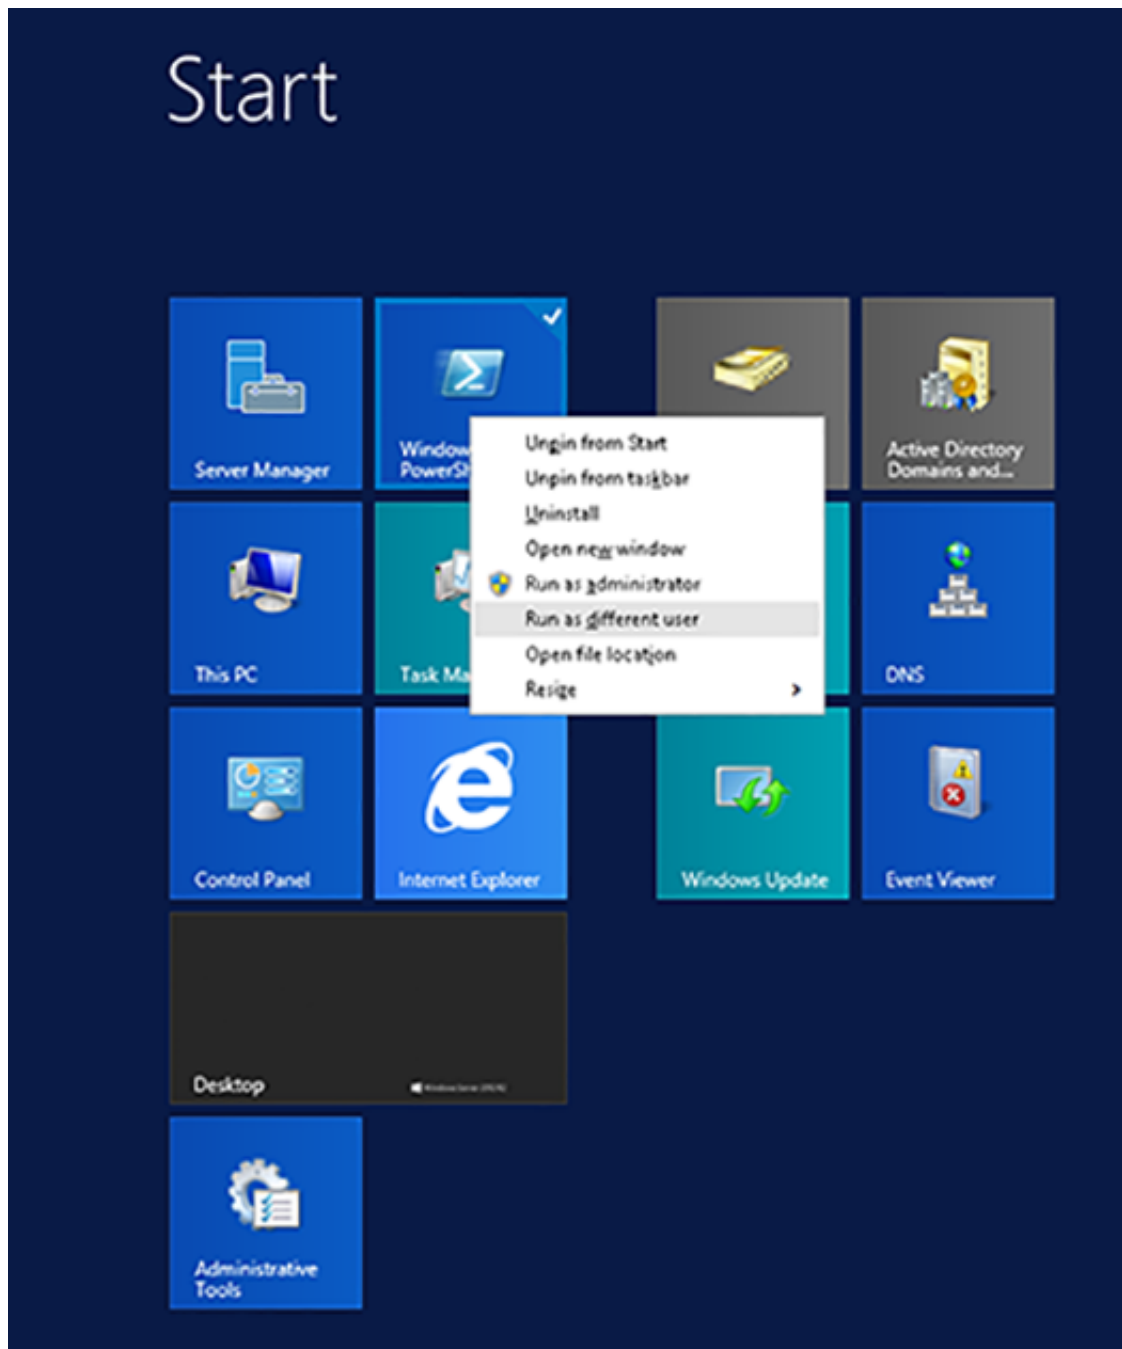 Start
Server Manager
Window
PowerSh
Active Directory
Domains and...
Unpin from Start
Unpin from taskbar
Uninstall
Open new window
Run as administrator
Run as different user
Open file location
Resize
This PC
Task Ma
DNS
Control Panel
Internet Explorer
Windows Update
Event Viewer
Desktop
Administrative
Tools